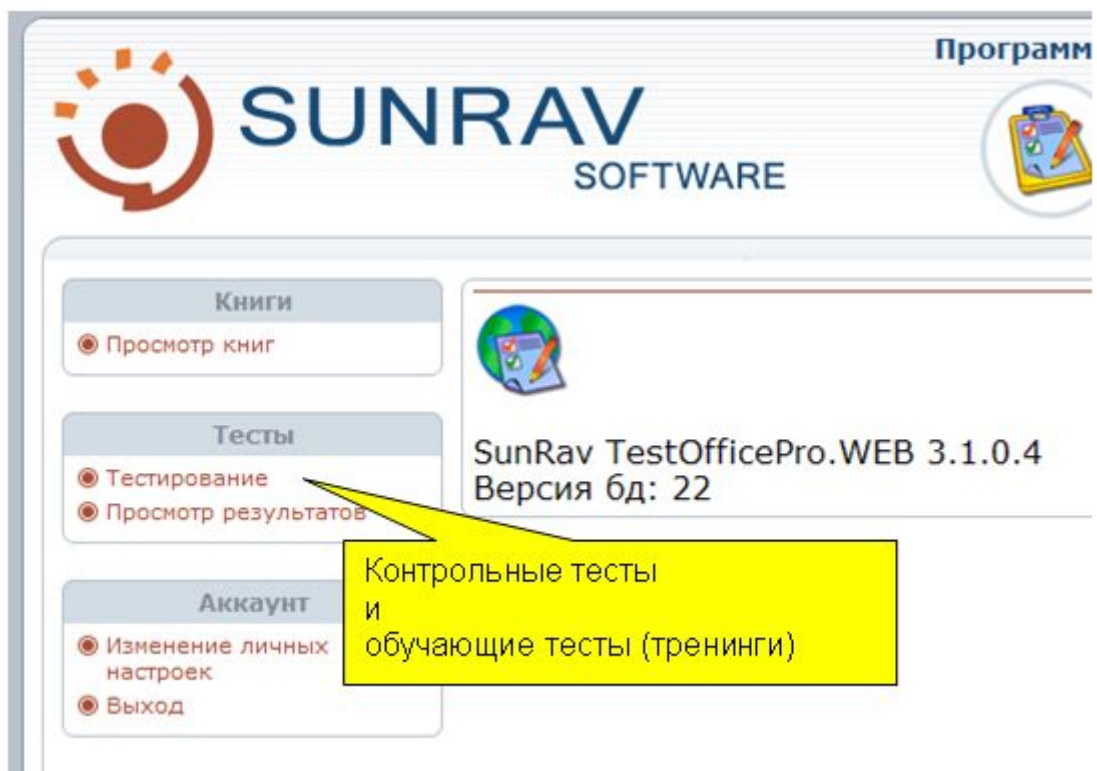 Программ
SUNRAV
SOFTWARE
Книги
Просмотр книг
Тесты
Тестирование
Просмотр результатов
Аккаунт
Изменение личных
настроек
Выход
SunRav TestOfficePro.WEB 3.1.0.4
Версия бд: 22
Контрольные тесты
и
обучающие тесты (тренинги)